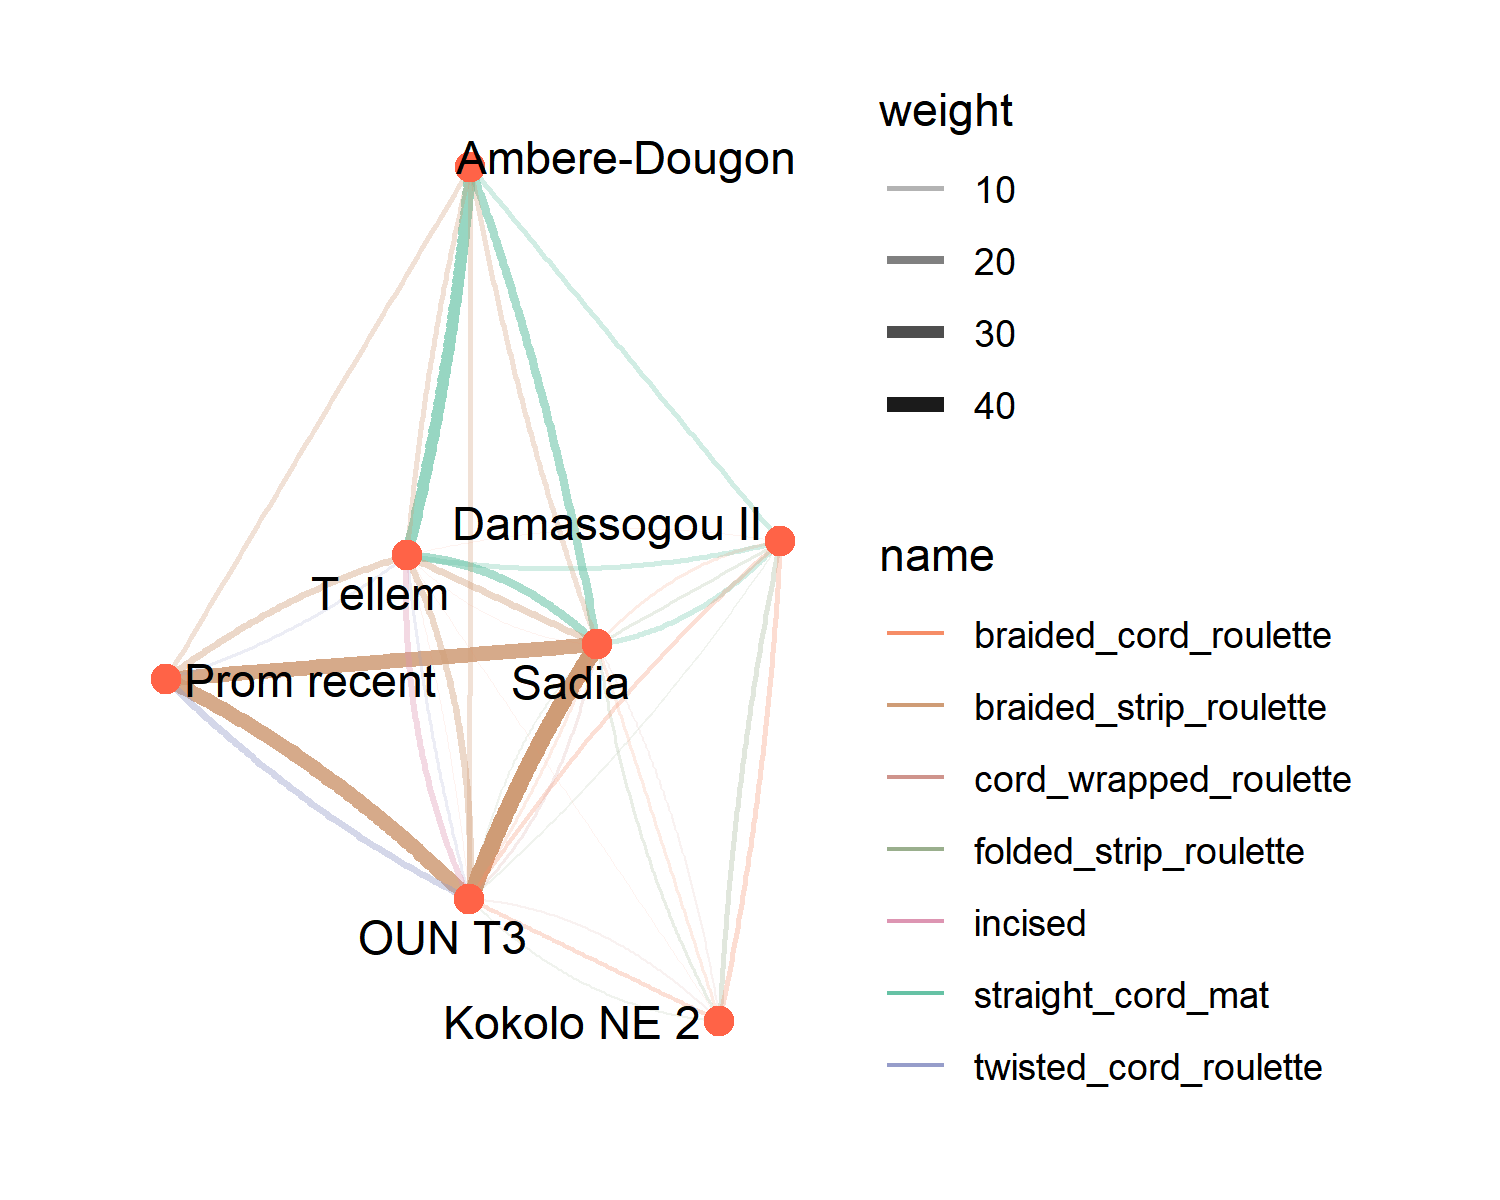 Ambere-Dougon
Damassogou II
Tellem
Prom recent
Sadia
OUN T3
Kokolo NE 2
weight
10
20
30
40
name
braided_cord_roulette
braided_strip_roulette
cord_wrapped_roulette
folded_strip_roulette
incised
straight_cord_mat
twisted_cord_roulette